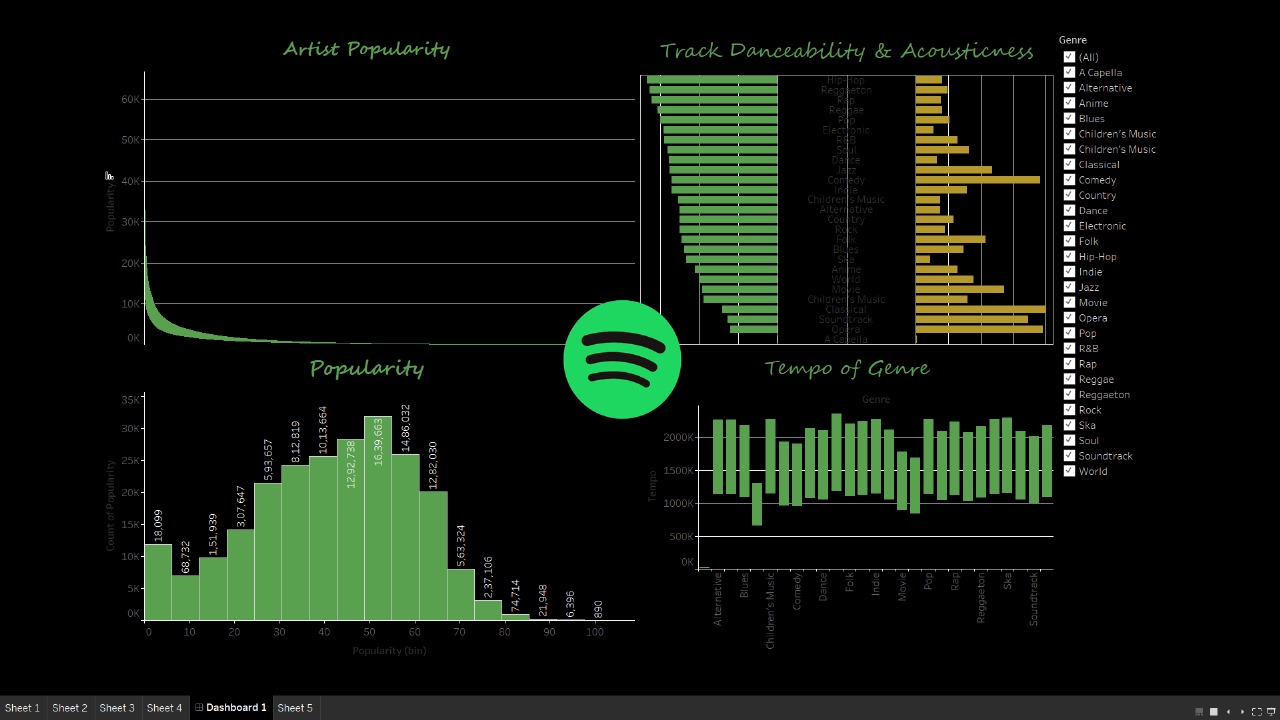 Artist Popularity
60K
50K
40K
30K
20K
10K
0K
Popularity
Track Danceability & Acousticness
Hip-Hop
Reggaeton
Rap
Reggae
Pop
Electronic
R&B
Soul
Dance
Jazz
Comedy
Indie
Children's Music
Alternative
Country
Rock
Folk
Blues
Ska
Anime
World
Movie
Children's Music
Classical
Soundtrack
Opera
A Capella
Genre
(All)
A Capella
Alternative
Anime
Blues
Children's Music
Children's Music
Classical
Comedy
Country
Dance
Electronic
Folk
Hip-Hop
Indie
Jazz
Movie
Opera
Pop
R&B
Rap
Reggae
Reggaeton
Rock
Ska
Soul
Soundtrack
World
Popularity
35K
30K
25K
20K
15K
10K
5K
0K
Count of Popularity
18,099
68,732
1,51,939
3,07,647
5,93,657
8,12,819
10,13,664
12,92,738
16,39,663
14,86,032
12,82,030
5,63,324
2,37,106
74,714
21,948
6,396
890
0 10 20 30 40 50 60 70 80 90 100
Popularity (bin)
Tempo of Genre
Genre
2000K
1500K
1000K
500K
0K
Tempo
Alternative
Blues
Children's Music
Comedy
Dance
Folk
Indie
Movie
Pop
Rap
Reggaeton
Ska
Soundtrack
Sheet 1 Sheet 2 Sheet 3 Sheet 4 Dashboard 1 Sheet 5